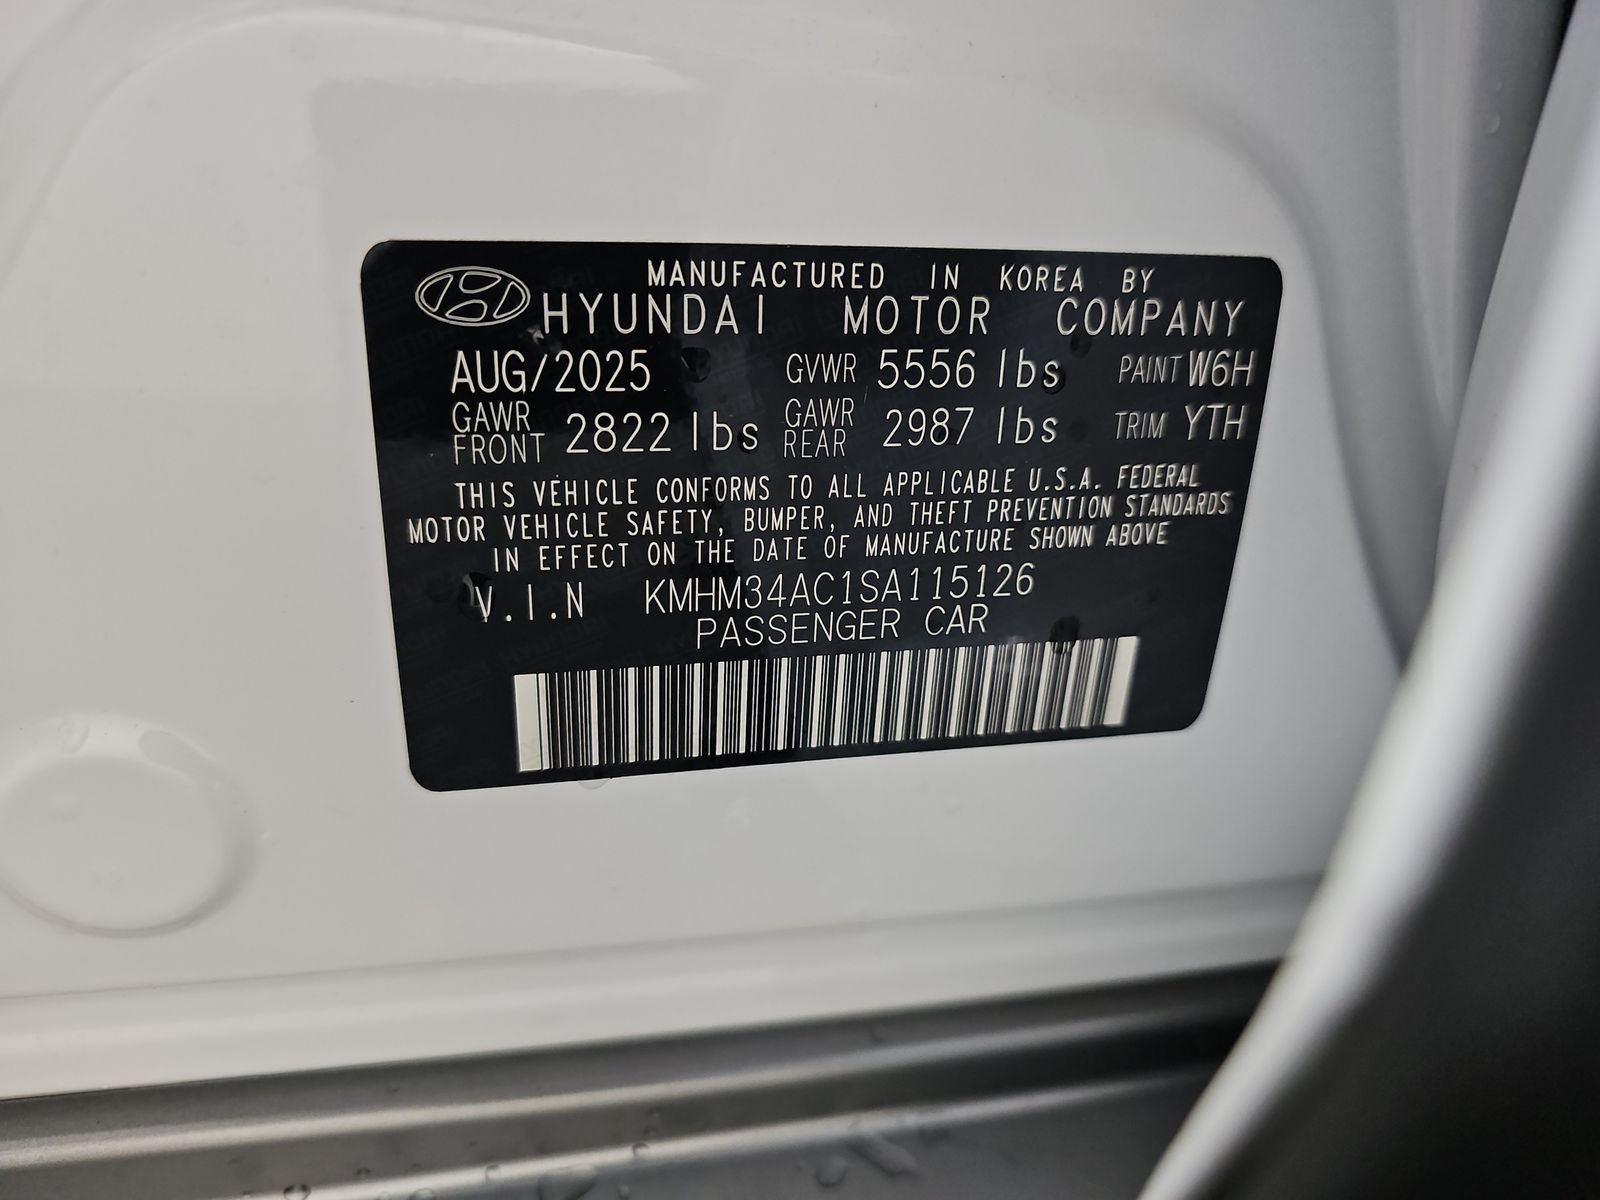 MANUFACTURED IN KOREA BY
HYUNDAI MOTOR COMPANY
AUG/2025 GVWR 5556 lbs PAINT W6H
GAWR FRONT 2822 lbs GAWR REAR 2987 lbs TRIM YTH
THIS VEHICLE CONFORMS TO ALL APPLICABLE U.S.A. FEDERAL
MOTOR VEHICLE SAFETY, BUMPER, AND THEFT PREVENTION STANDARDS
IN EFFECT ON THE DATE OF MANUFACTURE SHOWN ABOVE
V.I.N KMHM34AC1SA115126
PASSENGER CAR